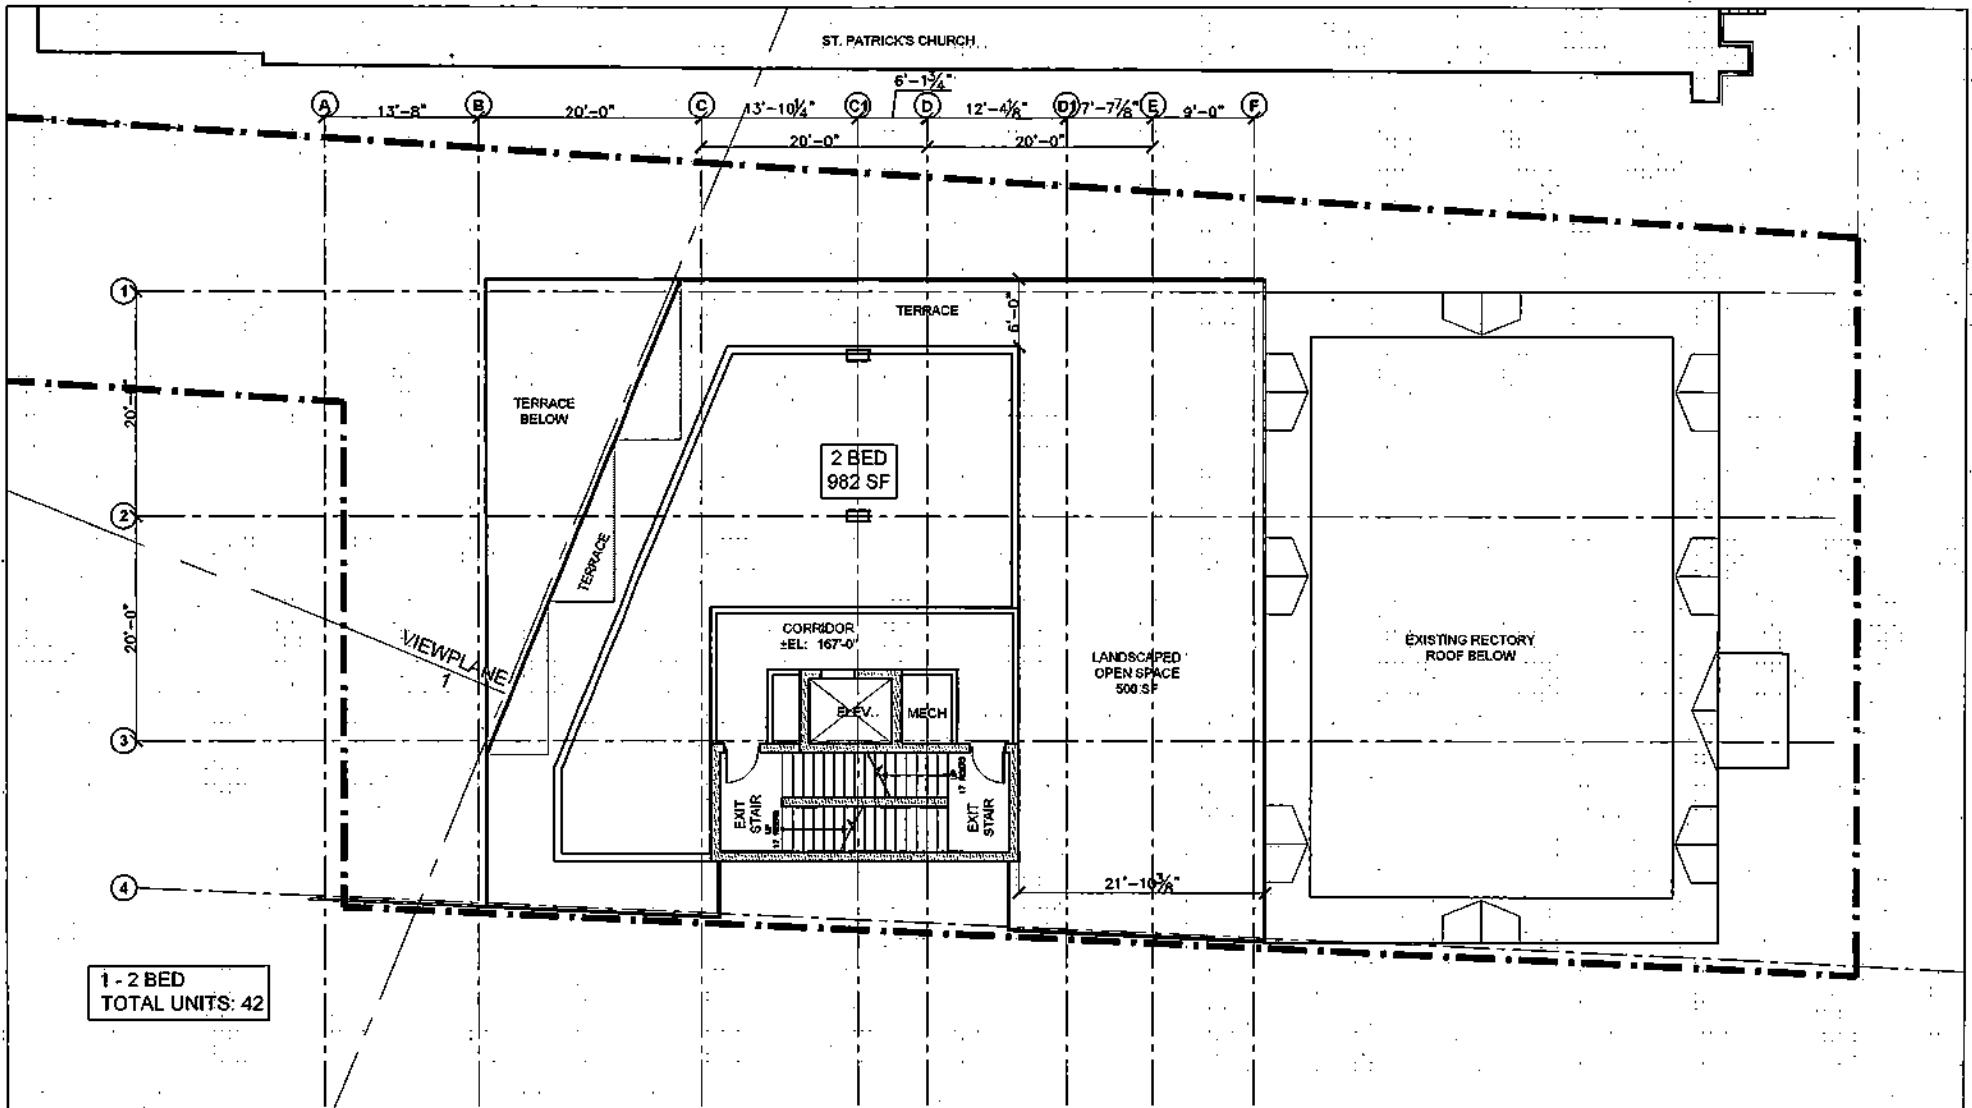 ST. PATRICK'S CHURCH
6'-1¾"
A
13'-8"
B
20'-0"
C
13'-10¼"
C1
D
12'-4⅛"
D1
7'-7⅞"
E
9'-0"
F
20'-0"
20'-0"
1
TERRACE
6'-0"
TERRACE
BELOW
20'-0"
2 BED
982 SF
2
TERRACE
20'-0"
CORRIDOR
±EL: 167'-0"
VIEWPLANE
1
LANDSCAPED
OPEN SPACE
500 SF
EXISTING RECTORY
ROOF BELOW
ELEV.
MECH
3
EXIT
STAIR
UP
EXIT
STAIR
4
21'-10⅜"
1 - 2 BED
TOTAL UNITS: 42